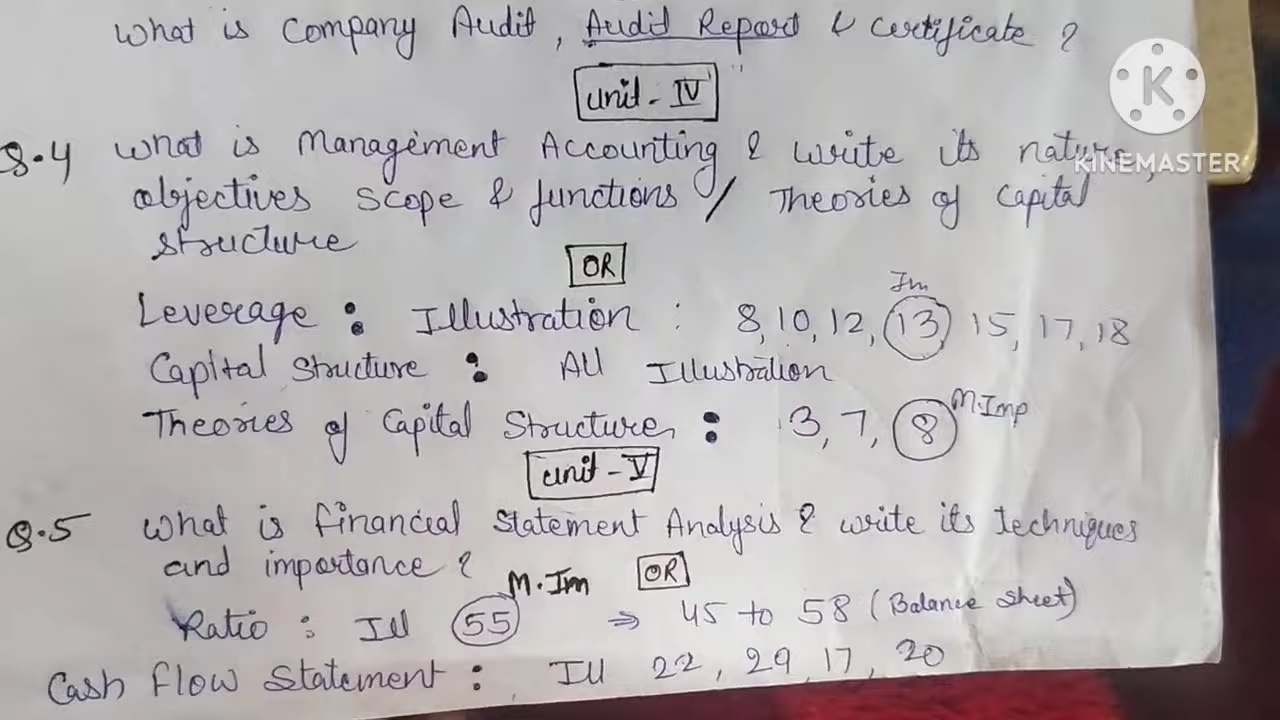 What is Company Audit, Audit Report & Certificate ?
Unit - IV
K
KINEMASTER
Q.4 What is Management Accounting ? write its nature,
objectives scope & functions / Theories of Capital
structure
OR
Im
Leverage : Illustration : 8, 10, 12, 13 15, 17, 18
Capital Structure : All Illustration
Theories of Capital Structure : 3, 7, 8 M.Imp
Unit - V
Q.5 What is financial Statement Analysis ? write its techniques
and importance ?
M.Im OR
Ratio : Ill 55 ⇒ 45 to 58 (Balance Sheet)
Cash flow Statement : Ill 22, 29, 17, 20